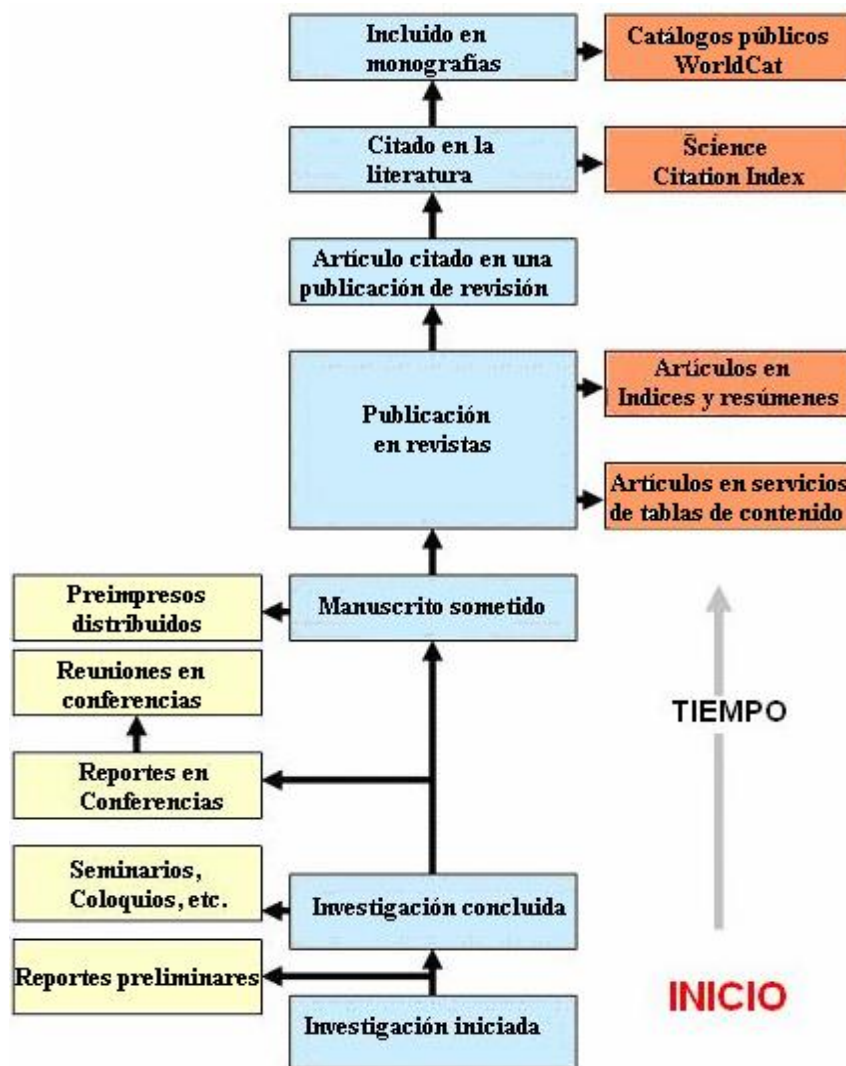 Incluido en
monografías
Catálogos públicos
WorldCat
Citado en la
literatura
Science
Citation Index
Artículo citado en una
publicación de revisión
Publicación
en revistas
Artículos en
Indices y resúmenes
Artículos en servicios
de tablas de contenido
Preimpresos
distribuidos
Manuscrito sometido
Reuniones en
conferencias
TIEMPO
Reportes en
Conferencias
Seminarios,
Coloquios, etc.
Investigación concluida
Reportes preliminares
INICIO
Investigación iniciada